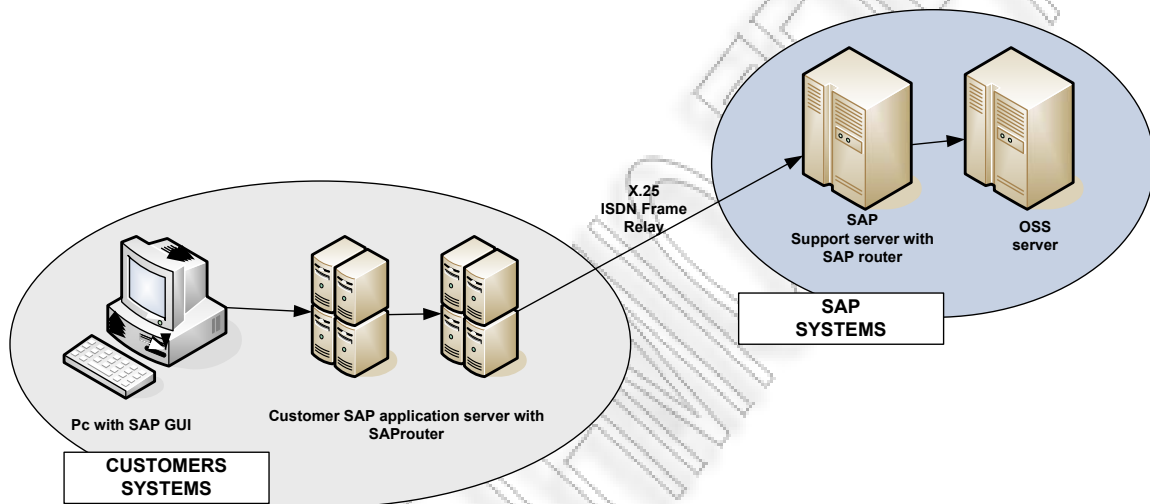 X.25
ISDN Frame
Relay
SAP
Support server with
SAP router
OSS
server
SAP
SYSTEMS
Pc with SAP GUI
Customer SAP application server with
SAProuter
CUSTOMERS
SYSTEMS